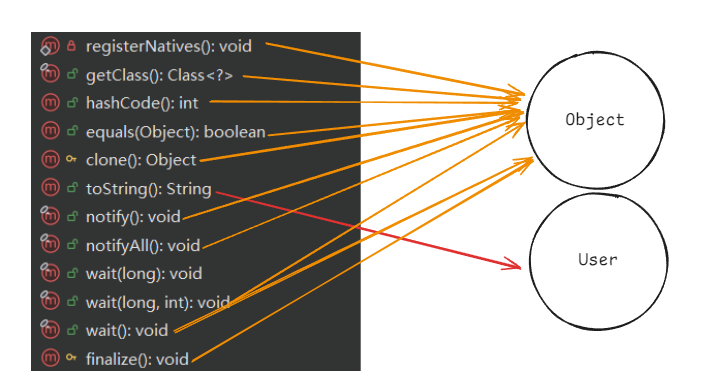 registerNatives(): void
getClass(): Class<?>
hashCode(): int
equals(Object): boolean
clone(): Object
toString(): String
notify(): void
notifyAll(): void
wait(long): void
wait(long, int): void
wait(): void
finalize(): void
Object
User